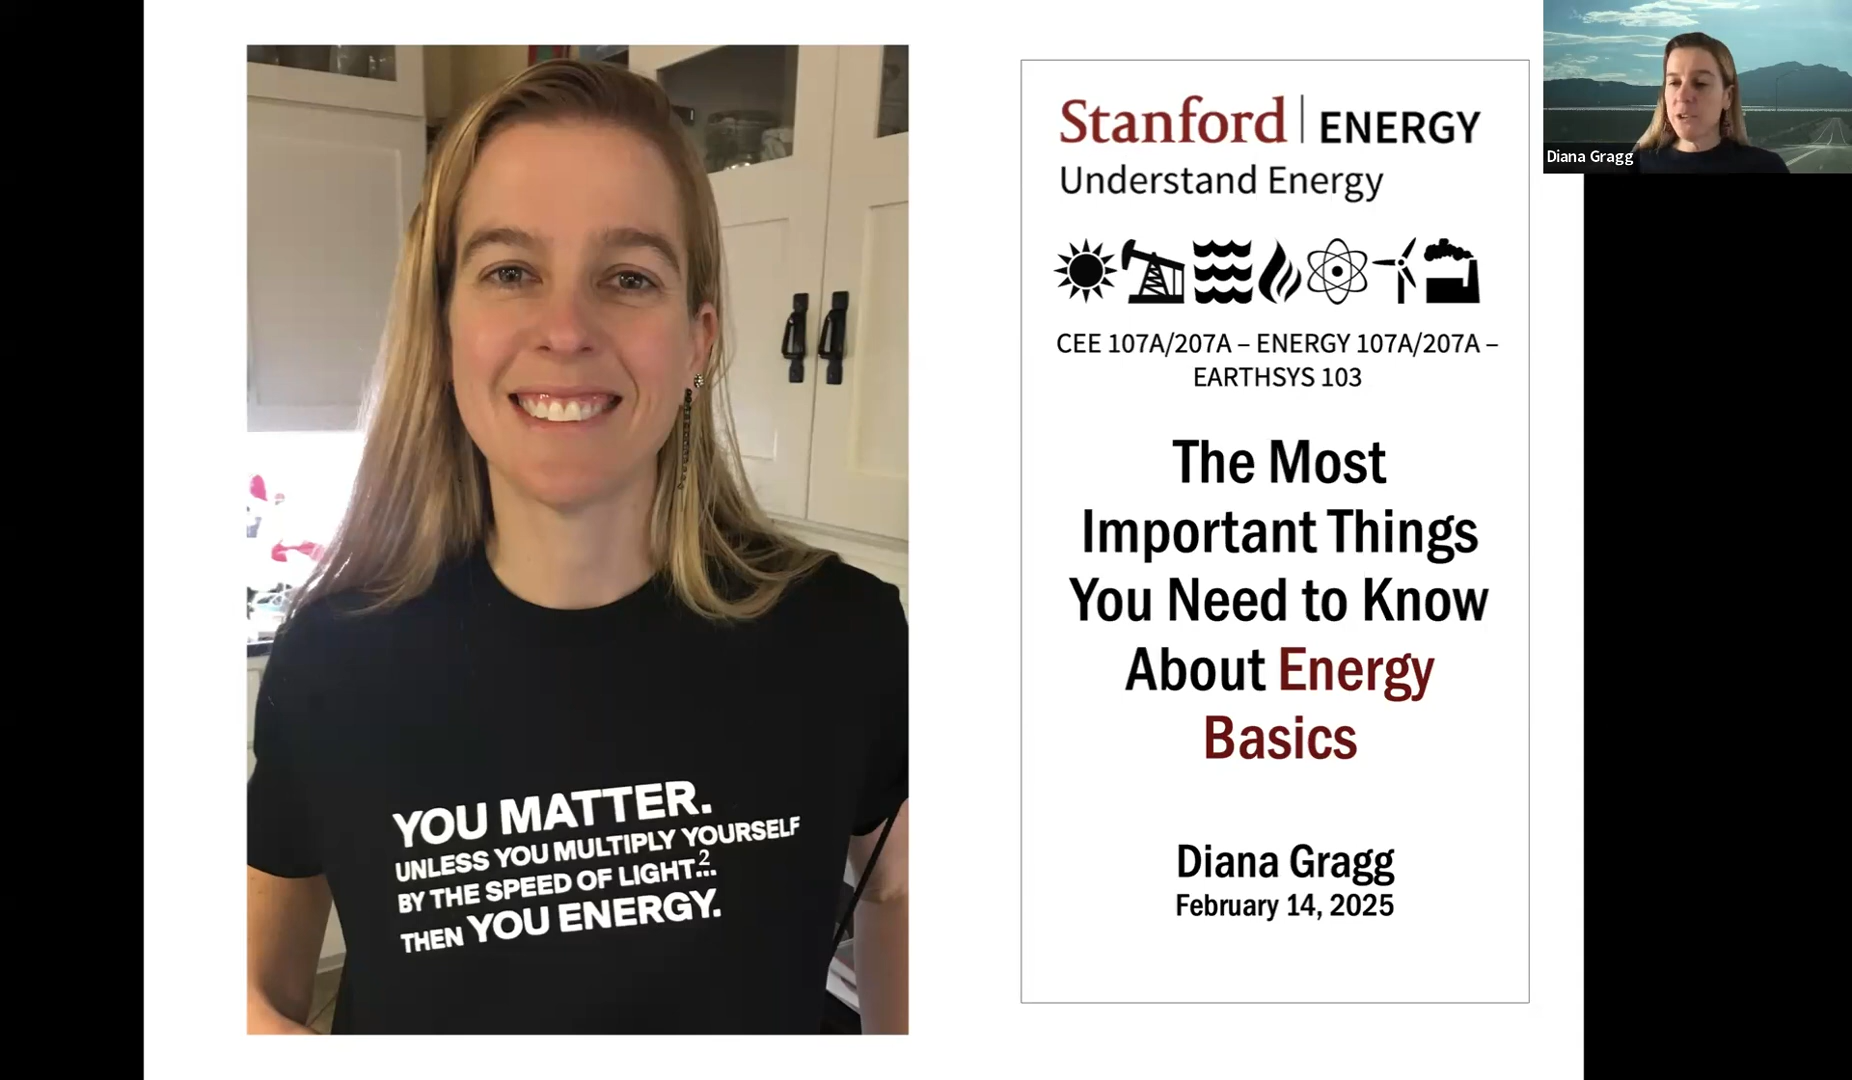 YOU MATTER.
UNLESS YOU MULTIPLY YOURSELF
BY THE SPEED OF LIGHT...2
THEN YOU ENERGY.
Stanford | ENERGY
Understand Energy
CEE 107A/207A – ENERGY 107A/207A –
EARTHSYS 103
The Most
Important Things
You Need to Know
About Energy
Basics
Diana Gragg
February 14, 2025
Diana Gragg